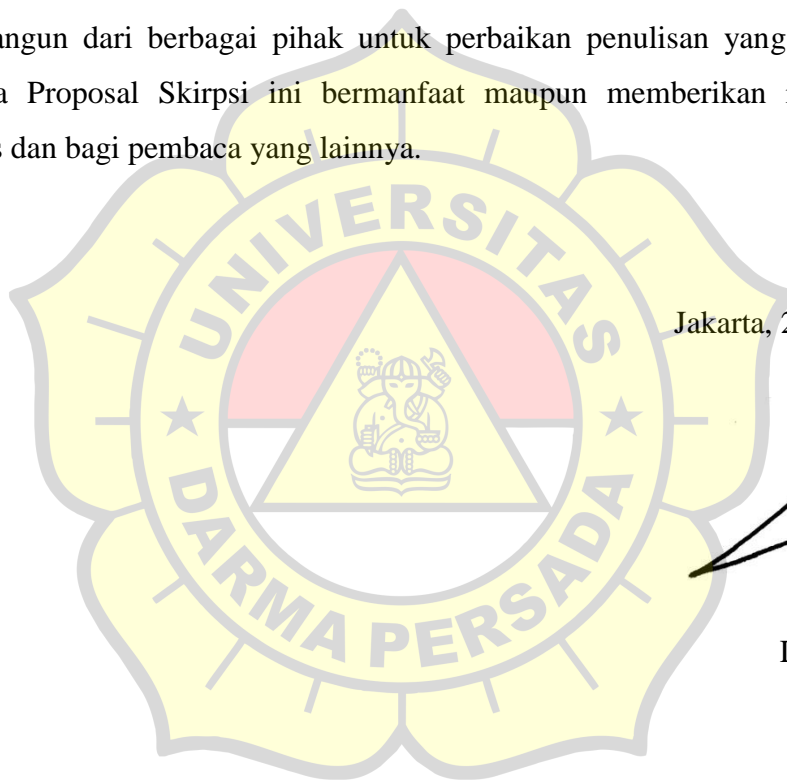 angun dari berbagai pihak untuk perbaikan penulisan yang
a Proposal Skirpsi ini bermanfaat maupun memberikan
s dan bagi pembaca yang lainnya.
UNIVERSITAS
Jakarta, 2
DARMA PERSADA